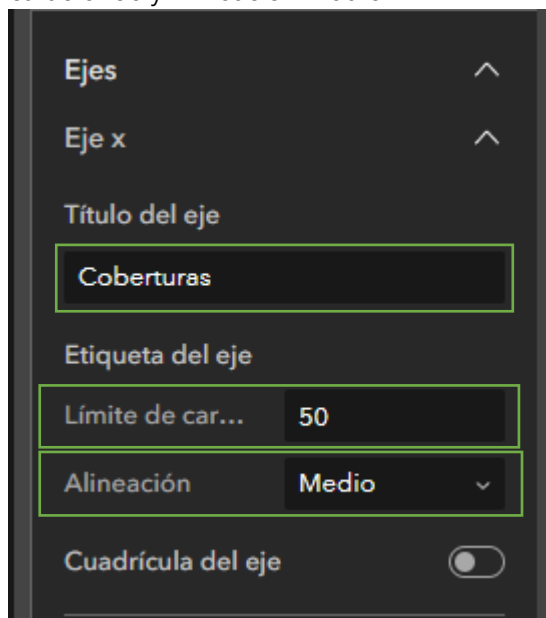 Ejes
Eje x
Título del eje
Coberturas
Etiqueta del eje
Límite de car... 50
Alineación Medio
Cuadrícula del eje